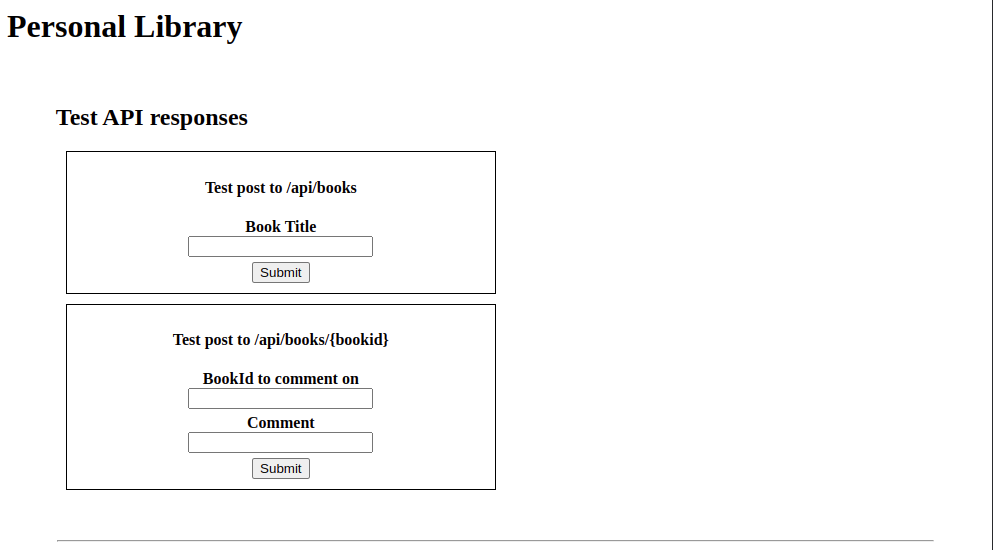 Personal Library
Test API responses
Test post to /api/books
Book Title
Submit
Test post to /api/books/{bookid}
BookId to comment on
Comment
Submit